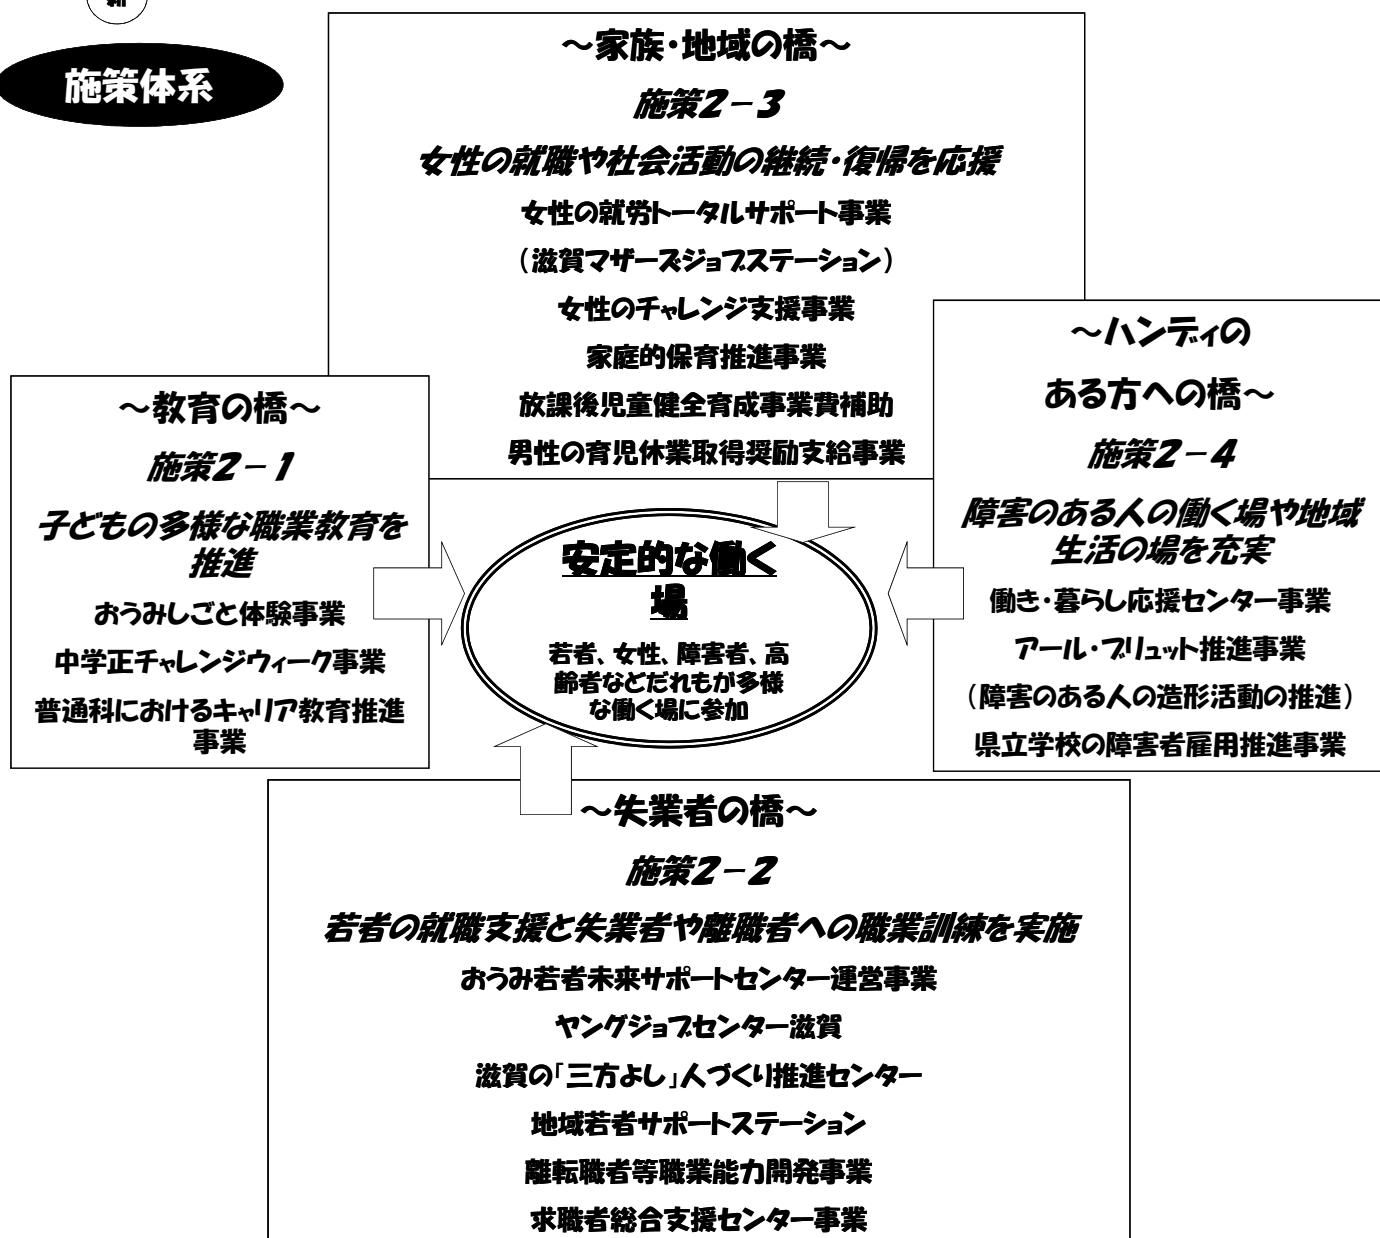 施策体系
～家族・地域の橋～
施策2－3
女性の就職や社会活動の継続・復帰を応援
女性の就労トータルサポート事業
（滋賀マザーズジョブステーション）
女性のチャレンジ支援事業
家庭的保育推進事業
放課後児童健全育成事業費補助
男性の育児休業取得奨励支給事業
～教育の橋～
施策2－1
子どもの多様な職業教育を
推進
おうみしごと体験事業
中学正チャレンジウィーク事業
普通科におけるキャリア教育推進
事業
安定的な働く
場
若者、女性、障害者、高
齢者などだれもが多様
な働く場に参加
～ハンディの
ある方への橋～
施策2－4
障害のある人の働く場や地域
生活の場を充実
働き・暮らし応援センター事業
アール・ブリュット推進事業
（障害のある人の造形活動の推進）
県立学校の障害者雇用推進事業
～失業者の橋～
施策2－2
若者の就職支援と失業者や離職者への職業訓練を実施
おうみ若者未来サポートセンター運営事業
ヤングジョブセンター滋賀
滋賀の「三方よし」人づくり推進センター
地域若者サポートステーション
離転職者等職業能力開発事業
求職者総合支援センター事業